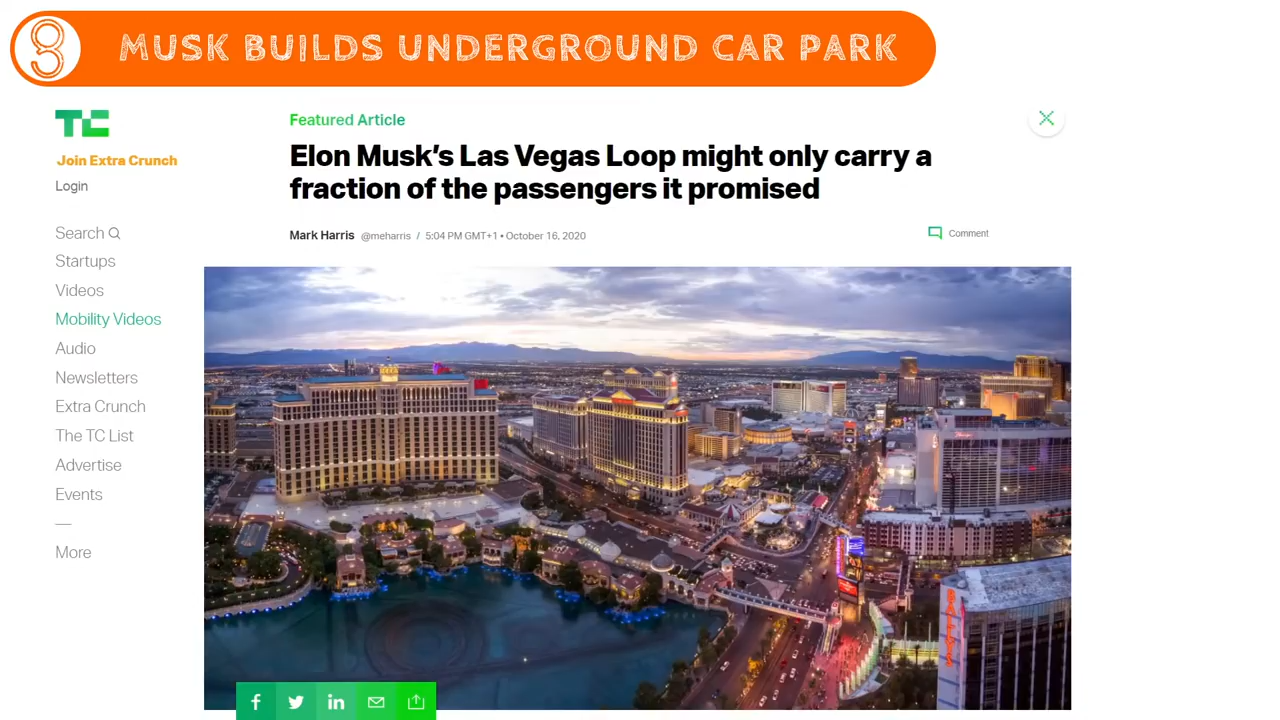 8 MUSK BUILDS UNDERGROUND CAR PARK
TC
Join Extra Crunch
Login
Search
Startups
Videos
Mobility Videos
Audio
Newsletters
Extra Crunch
The TC List
Advertise
Events
—
More
Featured Article
Elon Musk's Las Vegas Loop might only carry a
fraction of the passengers it promised
Mark Harris @meharris / 5:04 PM GMT+1 • October 16, 2020
Comment
BALLY'S